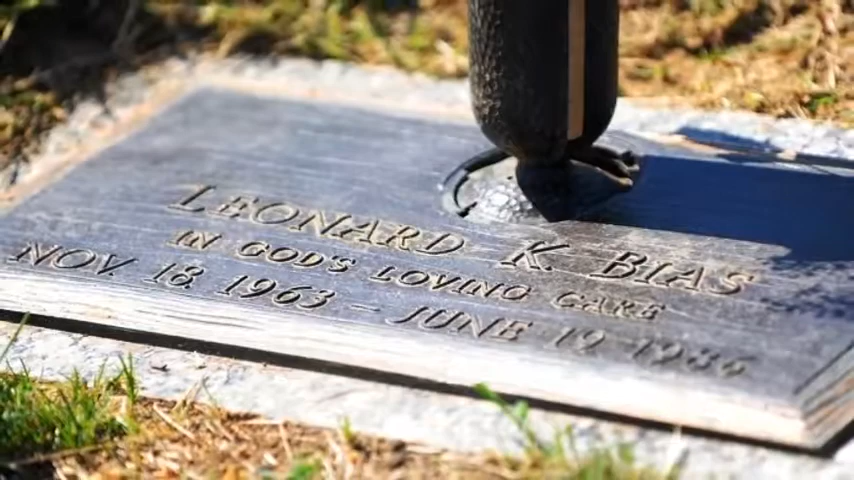 LEONARD K. BIAS
IN GOD'S LOVING CARE
NOV. 18, 1963 – JUNE 19 1986